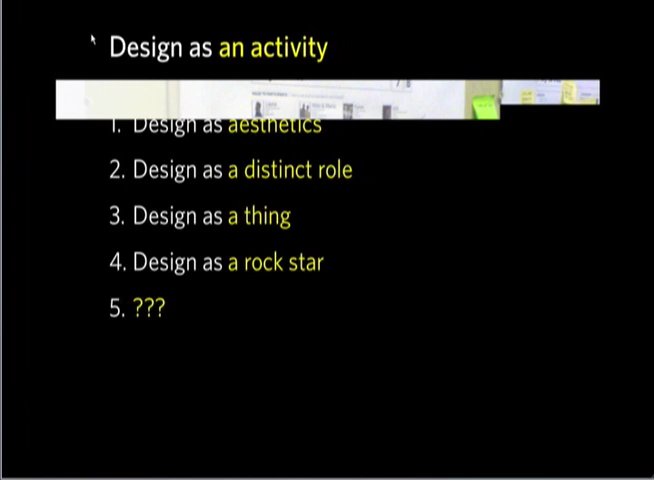 Design as an activity
1. Design as aesthetics
2. Design as a distinct role
3. Design as a thing
4. Design as a rock star
5. ???